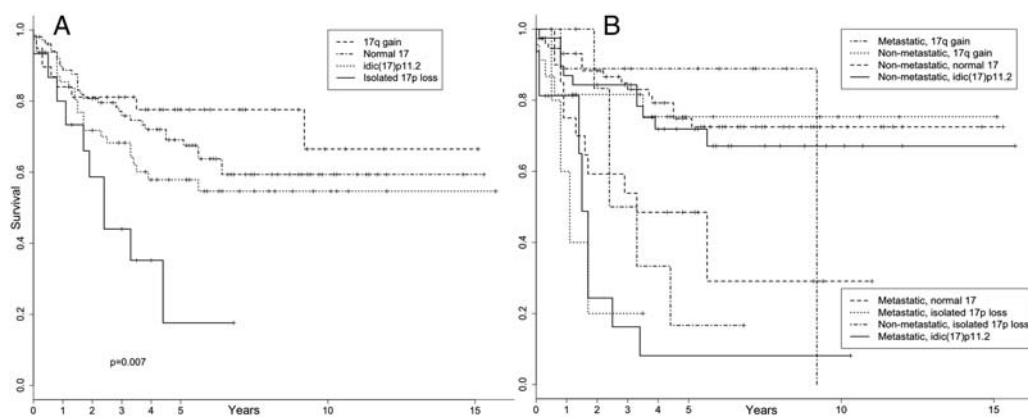 A
17q gain
Normal 17
idic(17)p11.2
Isolated 17p loss
Survival
1.0
0.8
0.6
0.4
0.2
0.0
p=0.007
0 1 2 3 4 5 Years 10 15
B
Metastatic, 17q gain
Non-metastatic, 17q gain
Non-metastatic, normal 17
Non-metastatic, idic(17)p11.2
Survival
1.0
0.8
0.6
0.4
0.2
0.0
Metastatic, normal 17
Metastatic, isolated 17p loss
Non-metastatic, isolated 17p loss
Metastatic, idic(17)p11.2
0 1 2 3 4 5 Years 10 15